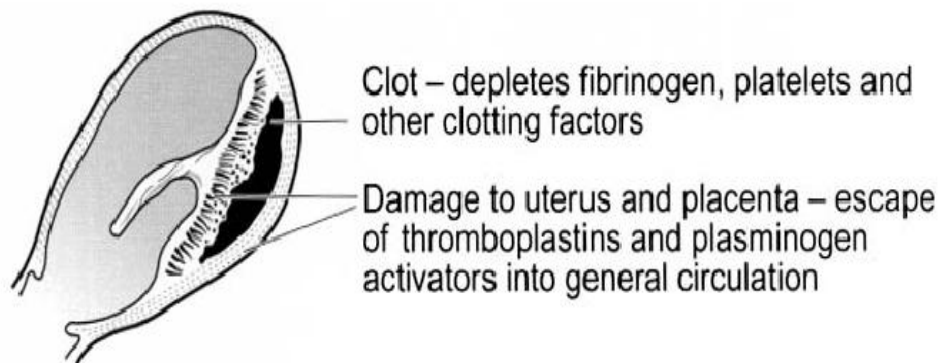 Clot – depletes fibrinogen, platelets and
other clotting factors
Damage to uterus and placenta – escape
of thromboplastins and plasminogen
activators into general circulation